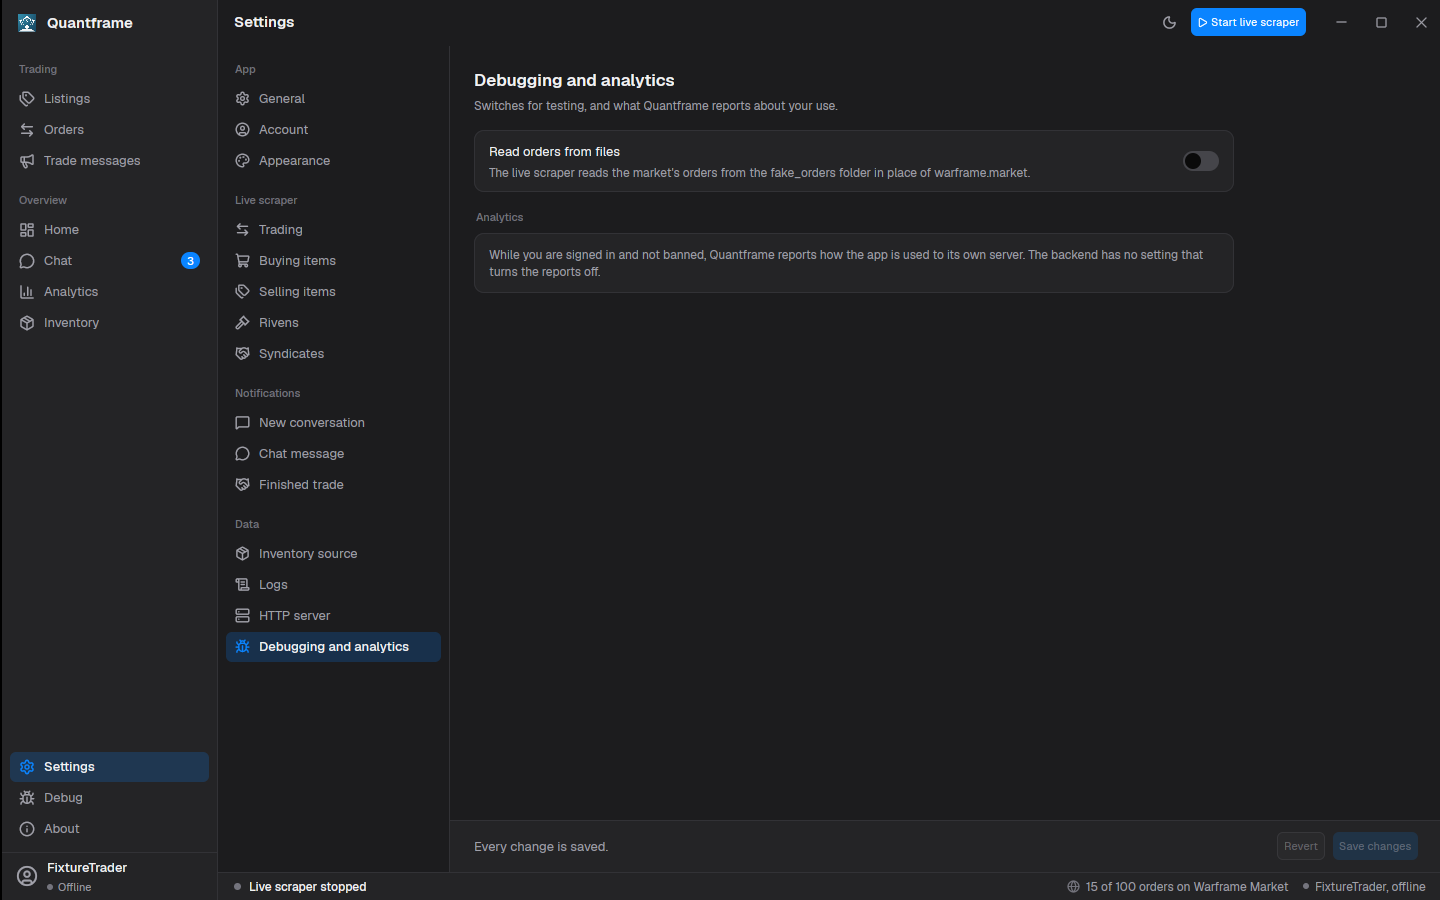 Quantframe
Trading
Listings
Orders
Trade messages
Overview
Home
Chat
3
Analytics
Inventory
Settings
Debug
About
FixtureTrader
Offline
Settings
Start live scraper
App
General
Account
Appearance
Live scraper
Trading
Buying items
Selling items
Rivens
Syndicates
Notifications
New conversation
Chat message
Finished trade
Data
Inventory source
Logs
HTTP server
Debugging and analytics
Debugging and analytics
Switches for testing, and what Quantframe reports about your use.
Read orders from files
The live scraper reads the market's orders from the fake_orders folder in place of warframe.market.
Analytics
While you are signed in and not banned, Quantframe reports how the app is used to its own server. The backend has no setting that
turns the reports off.
Every change is saved.
Revert
Save changes
Live scraper stopped
15 of 100 orders on Warframe Market
FixtureTrader, offline